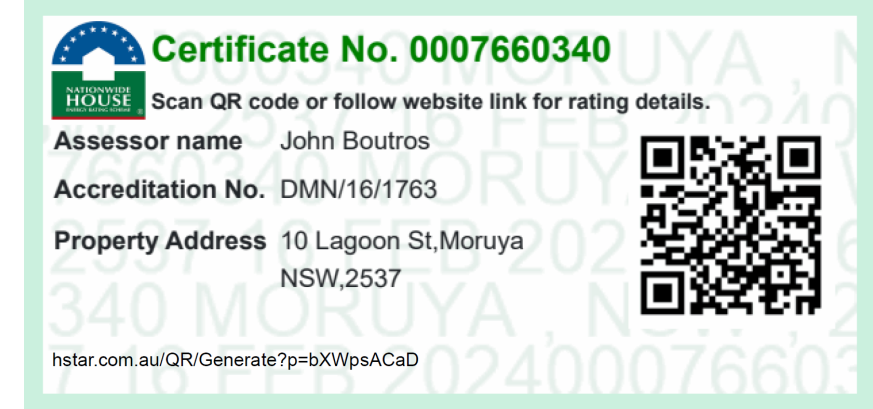 Certificate No. 0007660340
NATIONWIDE
HOUSE
ENERGY RATING SCHEME ®
Scan QR code or follow website link for rating details.
Assessor name John Boutros
Accreditation No. DMN/16/1763
Property Address 10 Lagoon St,Moruya
NSW,2537
hstar.com.au/QR/Generate?p=bXWpsACaD